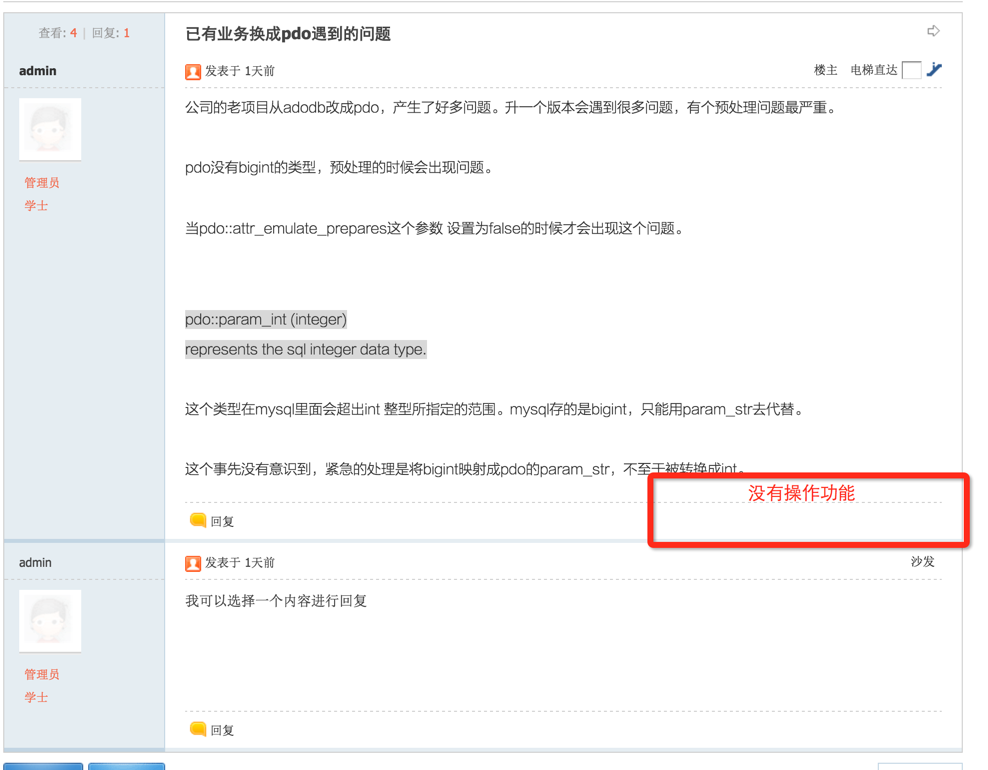 查看: 4 | 回复: 1
已有业务换成pdo遇到的问题
admin
发表于 1天前
楼主 电梯直达
管理员
学士
公司的老项目从adodb改成pdo，产生了好多问题。升一个版本会遇到很多问题，有个预处理问题最严重。
pdo没有bigint的类型，预处理的时候会出现问题。
当pdo::attr_emulate_prepares这个参数 设置为false的时候才会出现这个问题。
pdo::param_int (integer)
represents the sql integer data type.
这个类型在mysql里面会超出int 整型所指定的范围。mysql存的是bigint，只能用param_str去代替。
这个事先没有意识到，紧急的处理是将bigint映射成pdo的param_str，不至于被转换成int。
没有操作功能
回复
admin
发表于 1天前
沙发
管理员
学士
我可以选择一个内容进行回复
回复